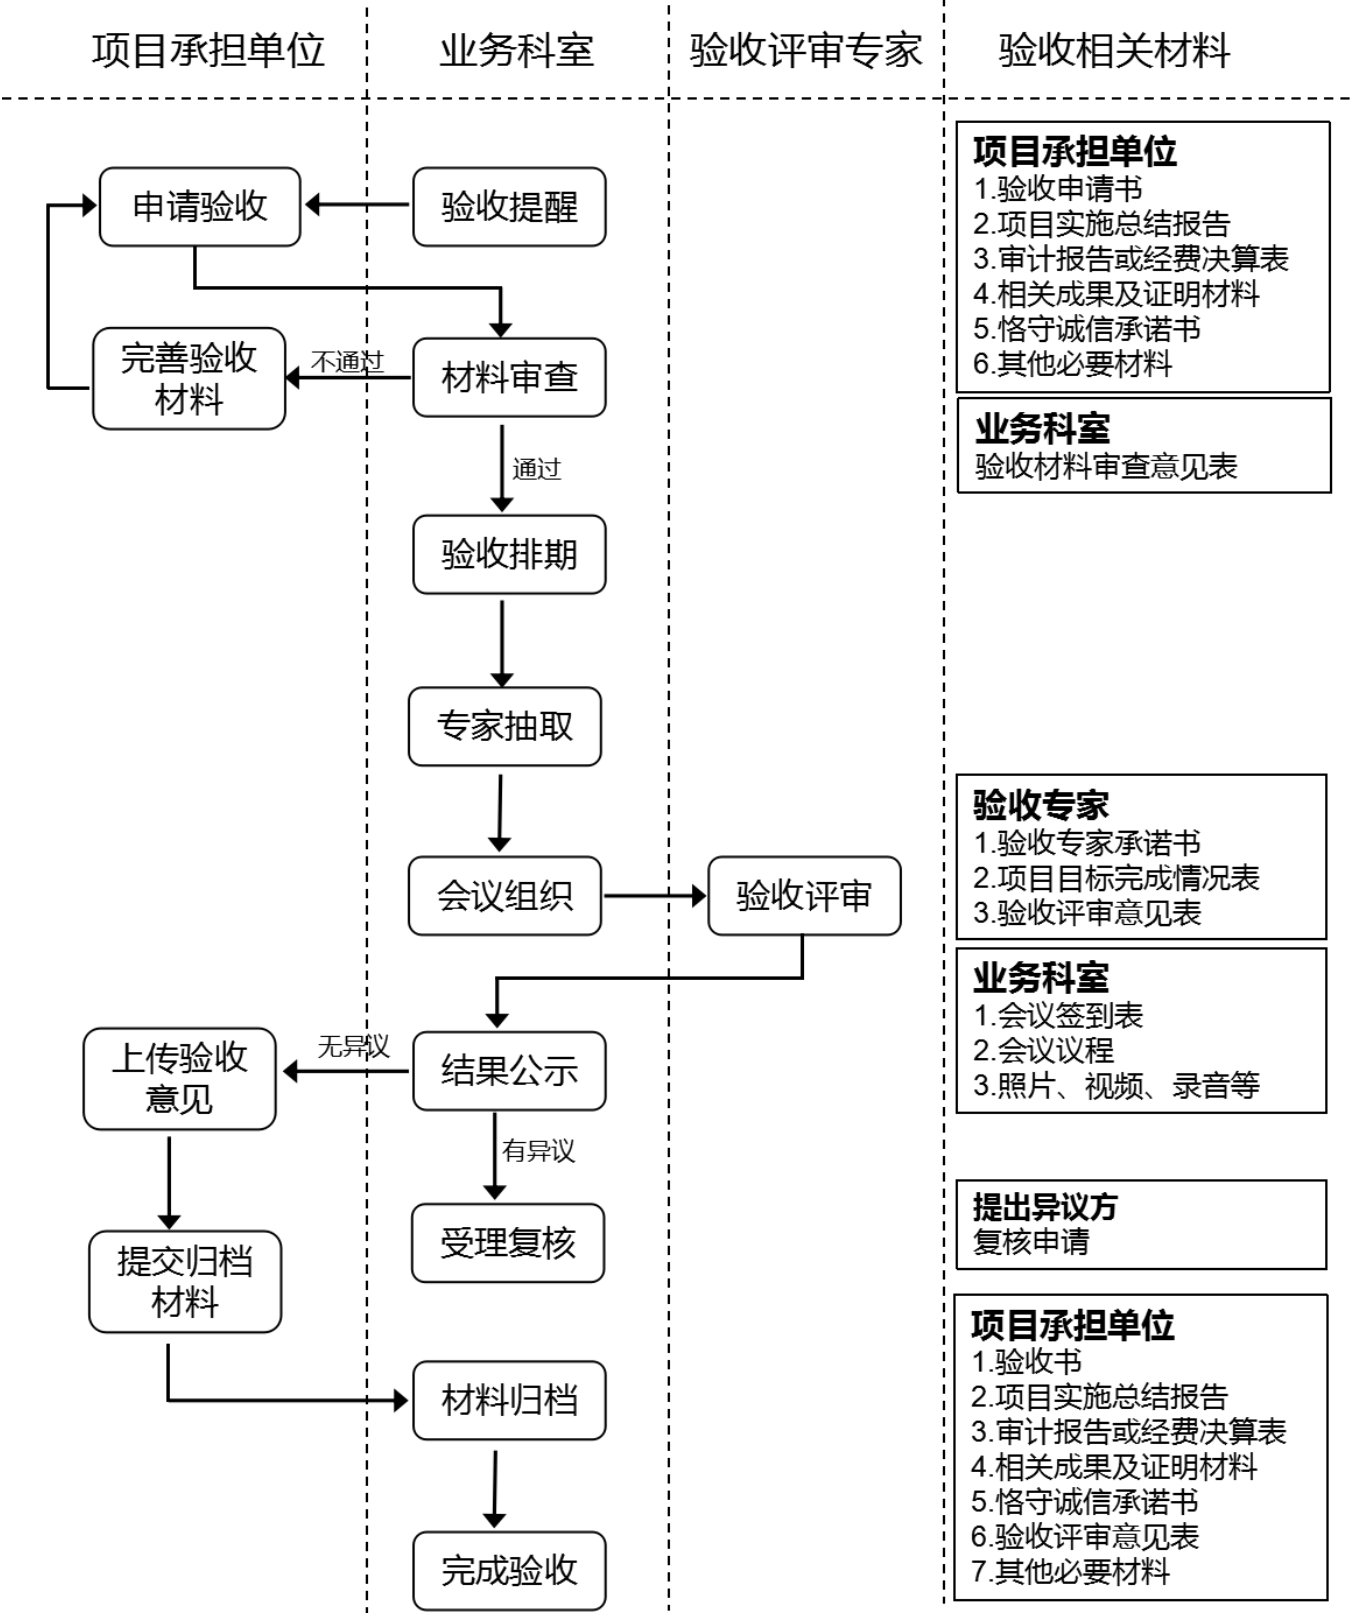 项目承担单位
业务科室
验收评审专家
验收相关材料
申请验收
验收提醒
完善验收
材料
不通过
材料审查
通过
验收排期
专家抽取
会议组织
验收评审
上传验收
意见
无异议
结果公示
有异议
受理复核
提交归档
材料
材料归档
完成验收
项目承担单位
1.验收申请书
2.项目实施总结报告
3.审计报告或经费决算表
4.相关成果及证明材料
5.恪守诚信承诺书
6.其他必要材料
业务科室
验收材料审查意见表
验收专家
1.验收专家承诺书
2.项目目标完成情况表
3.验收评审意见表
业务科室
1.会议签到表
2.会议议程
3.照片、视频、录音等
提出异议方
复核申请
项目承担单位
1.验收书
2.项目实施总结报告
3.审计报告或经费决算表
4.相关成果及证明材料
5.恪守诚信承诺书
6.验收评审意见表
7.其他必要材料